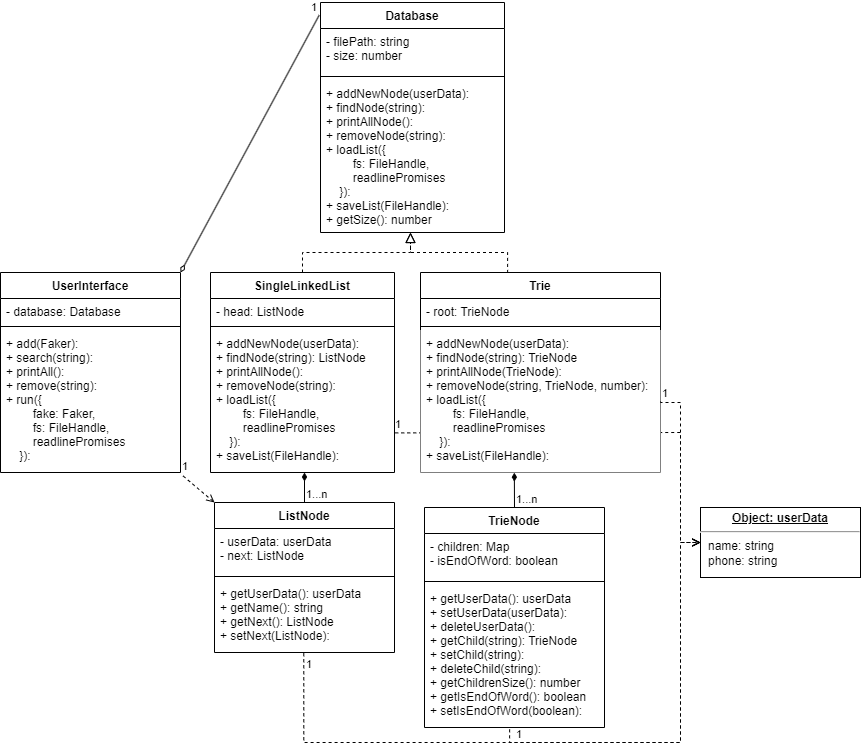 1
Database
- filePath: string
- size: number
+ addNewNode(userData):
+ findNode(string):
+ printAllNode():
+ removeNode(string):
+ loadList({
fs: FileHandle,
readlinePromises
}):
+ saveList(FileHandle):
+ getSize(): number
UserInterface
- database: Database
+ add(Faker):
+ search(string):
+ printAll():
+ remove(string):
+ run({
fake: Faker,
fs: FileHandle,
readlinePromises
}):
1
SingleLinkedList
- head: ListNode
+ addNewNode(userData):
+ findNode(string): ListNode
+ printAllNode():
+ removeNode(string):
+ loadList({
fs: FileHandle,
readlinePromises
}):
+ saveList(FileHandle):
1
1...n
Trie
- root: TrieNode
+ addNewNode(userData):
+ findNode(string): TrieNode
+ printAllNode(TrieNode):
+ removeNode(string, TrieNode, number):
+ loadList({
fs: FileHandle,
readlinePromises
}):
+ saveList(FileHandle):
1
1...n
ListNode
- userData: userData
- next: ListNode
+ getUserData(): userData
+ getName(): string
+ getNext(): ListNode
+ setNext(ListNode):
1
TrieNode
- children: Map
- isEndOfWord: boolean
+ getUserData(): userData
+ setUserData(userData):
+ deleteUserData():
+ getChild(string): TrieNode
+ setChild(string):
+ deleteChild(string):
+ getChildrenSize(): number
+ getIsEndOfWord(): boolean
+ setIsEndOfWord(boolean):
1
Object: userData
name: string
phone: string